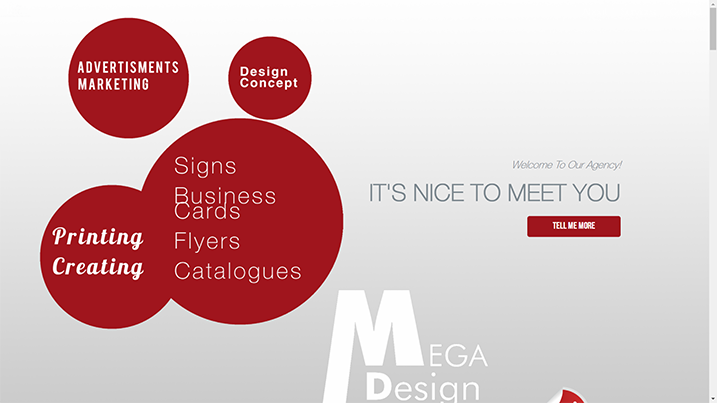 ADVERTISMENTS
MARKETING
Design
Concept
Signs
Business
Cards
Flyers
Catalogues
Printing
Creating
Welcome To Our Agency!
IT'S NICE TO MEET YOU
TELL ME MORE
MEGA
Design